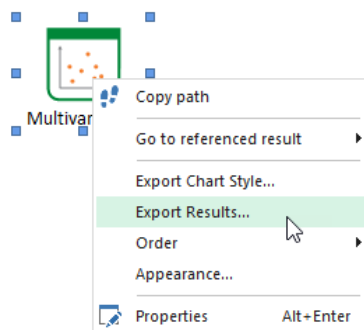 Multivar
Copy path
Go to referenced result
Export Chart Style...
Export Results...
Order
Appearance...
Properties Alt+Enter